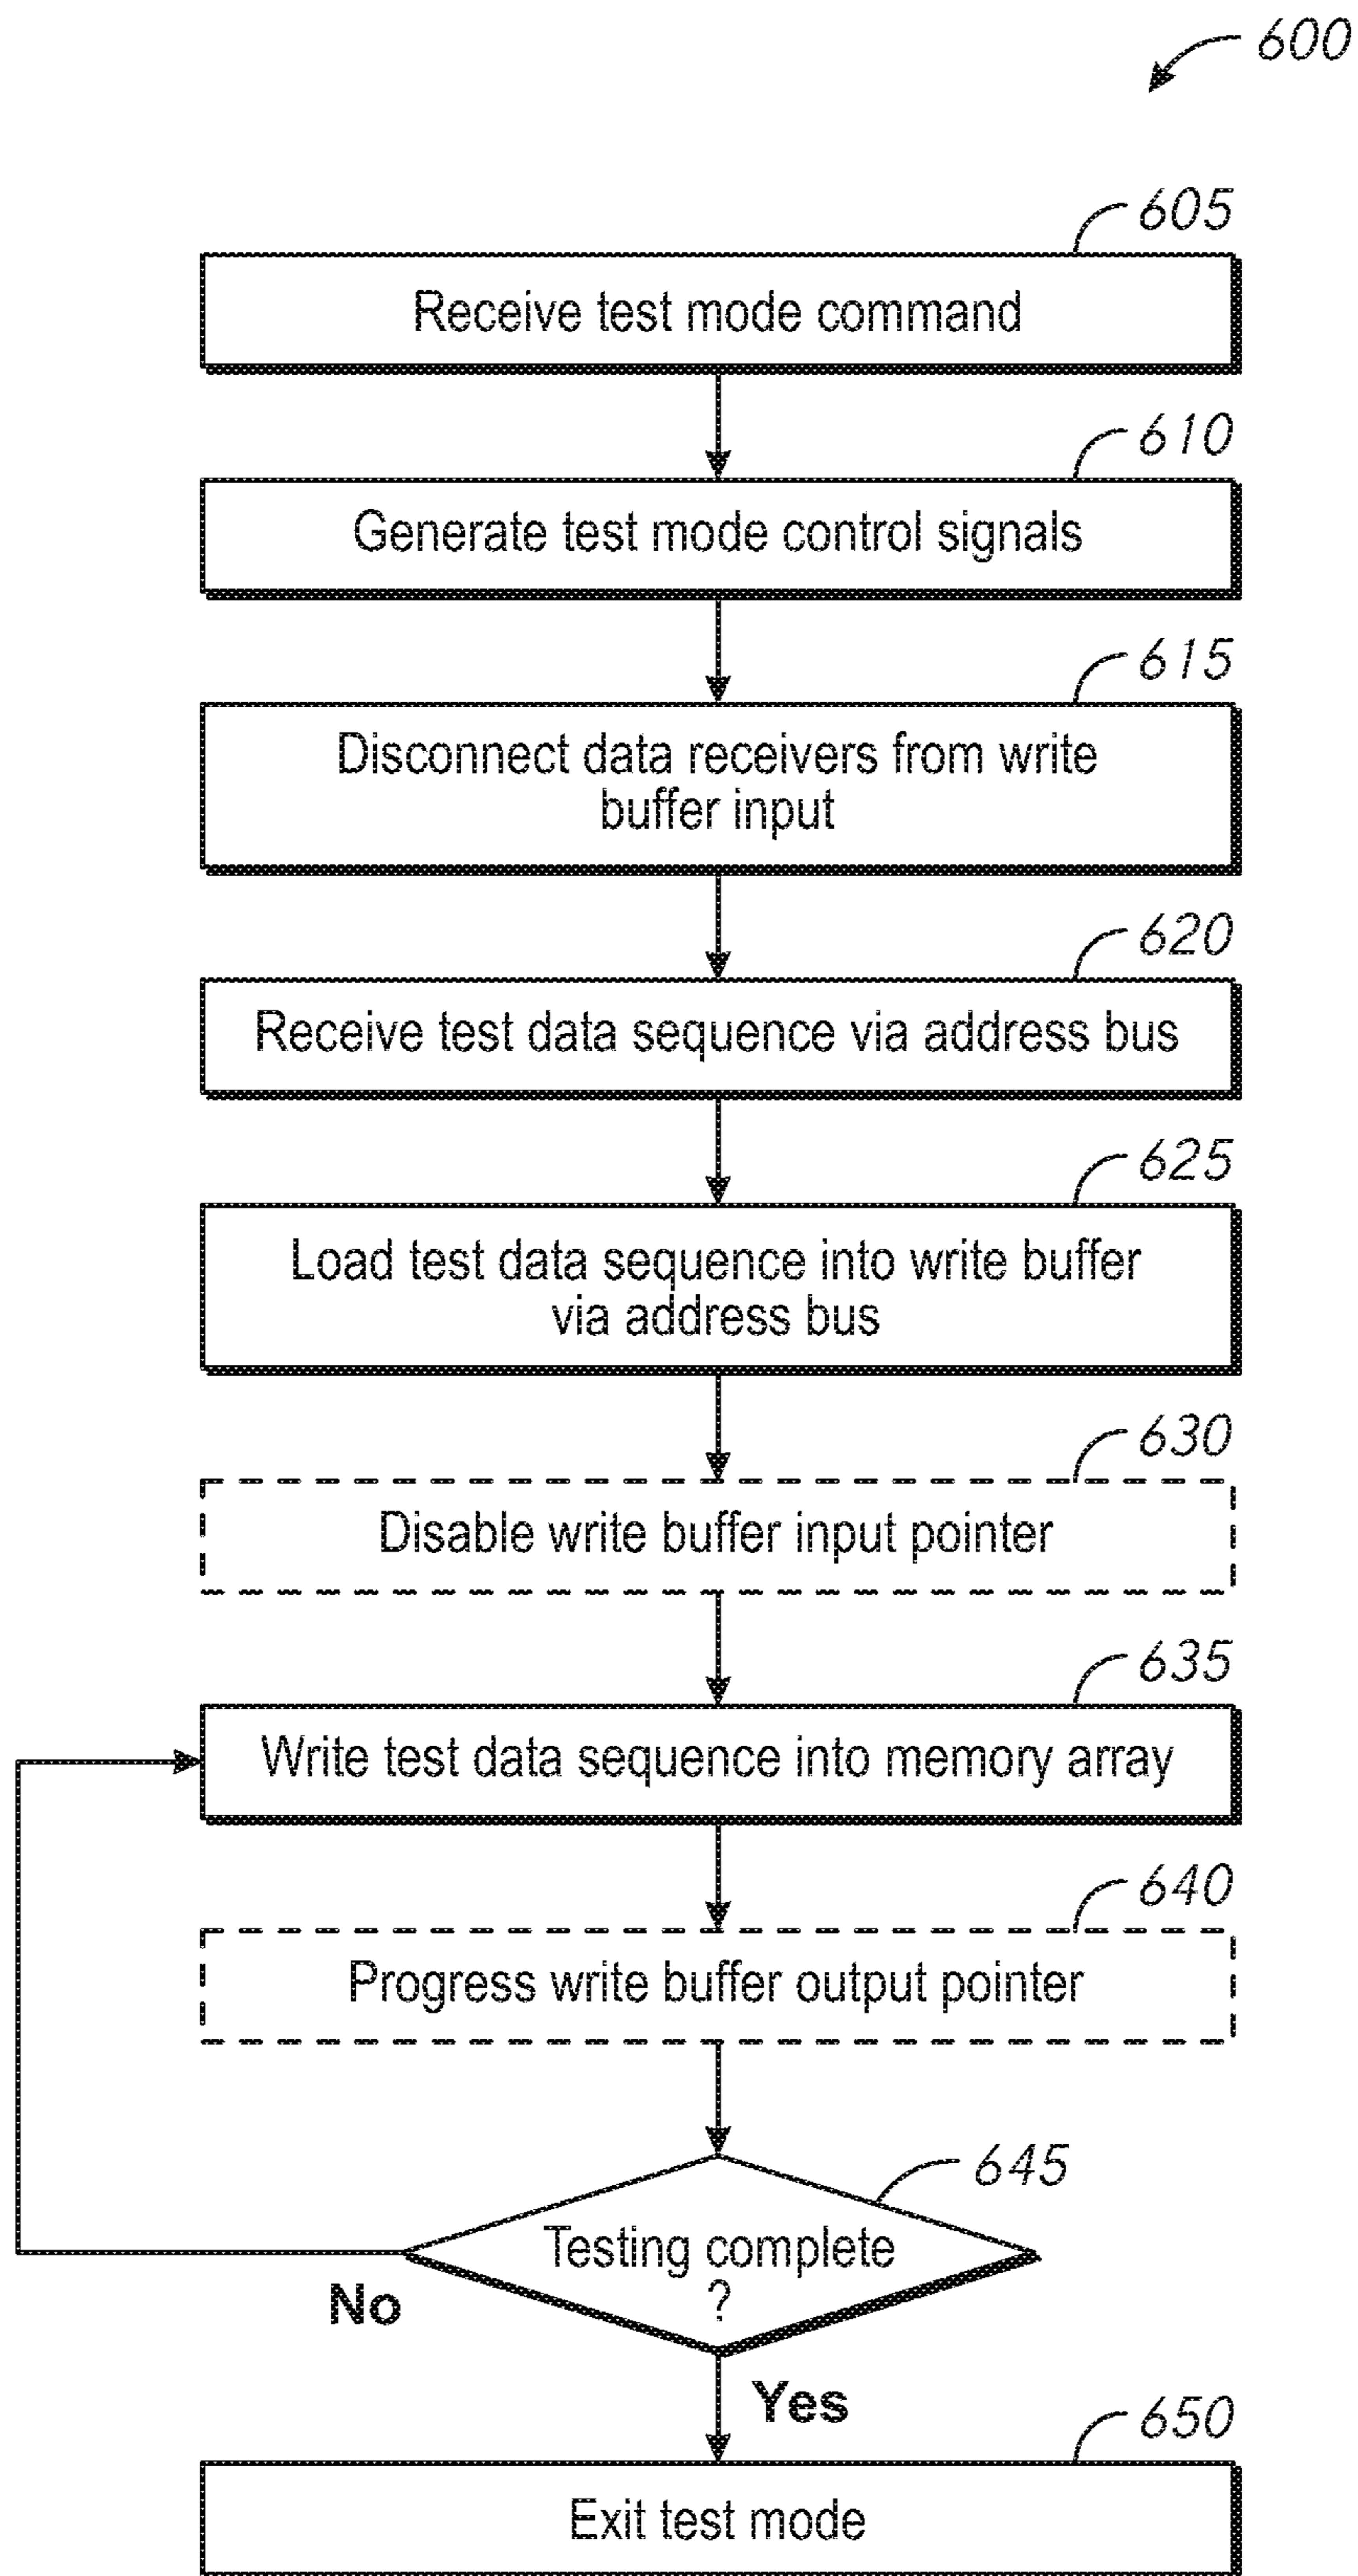 600
605
Receive test mode command
610
Generate test mode control signals
615
Disconnect data receivers from write
buffer input
620
Receive test data sequence via address bus
625
Load test data sequence into write buffer
via address bus
630
Disable write buffer input pointer
635
Write test data sequence into memory array
640
Progress write buffer output pointer
645
Testing complete
?
No
Yes
650
Exit test mode